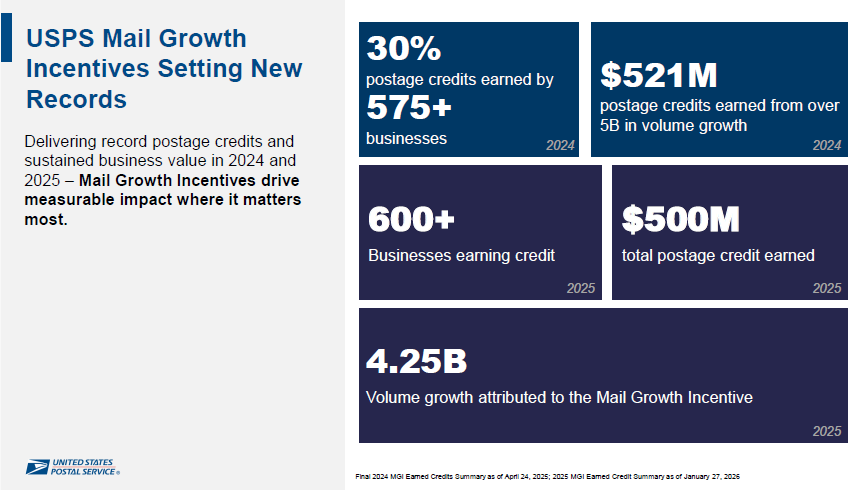 USPS Mail Growth
Incentives Setting New
Records
Delivering record postage credits and
sustained business value in 2024 and
2025 – Mail Growth Incentives drive
measurable impact where it matters
most.
UNITED STATES
POSTAL SERVICE®
30%
postage credits earned by
575+
businesses
2024
$521M
postage credits earned from over
5B in volume growth
2024
600+
Businesses earning credit
2025
$500M
total postage credit earned
2025
4.25B
Volume growth attributed to the Mail Growth Incentive
2025
Final 2024 MGI Earned Credits Summary as of April 24, 2025; 2025 MGI Earned Credit Summary as of January 27, 2026